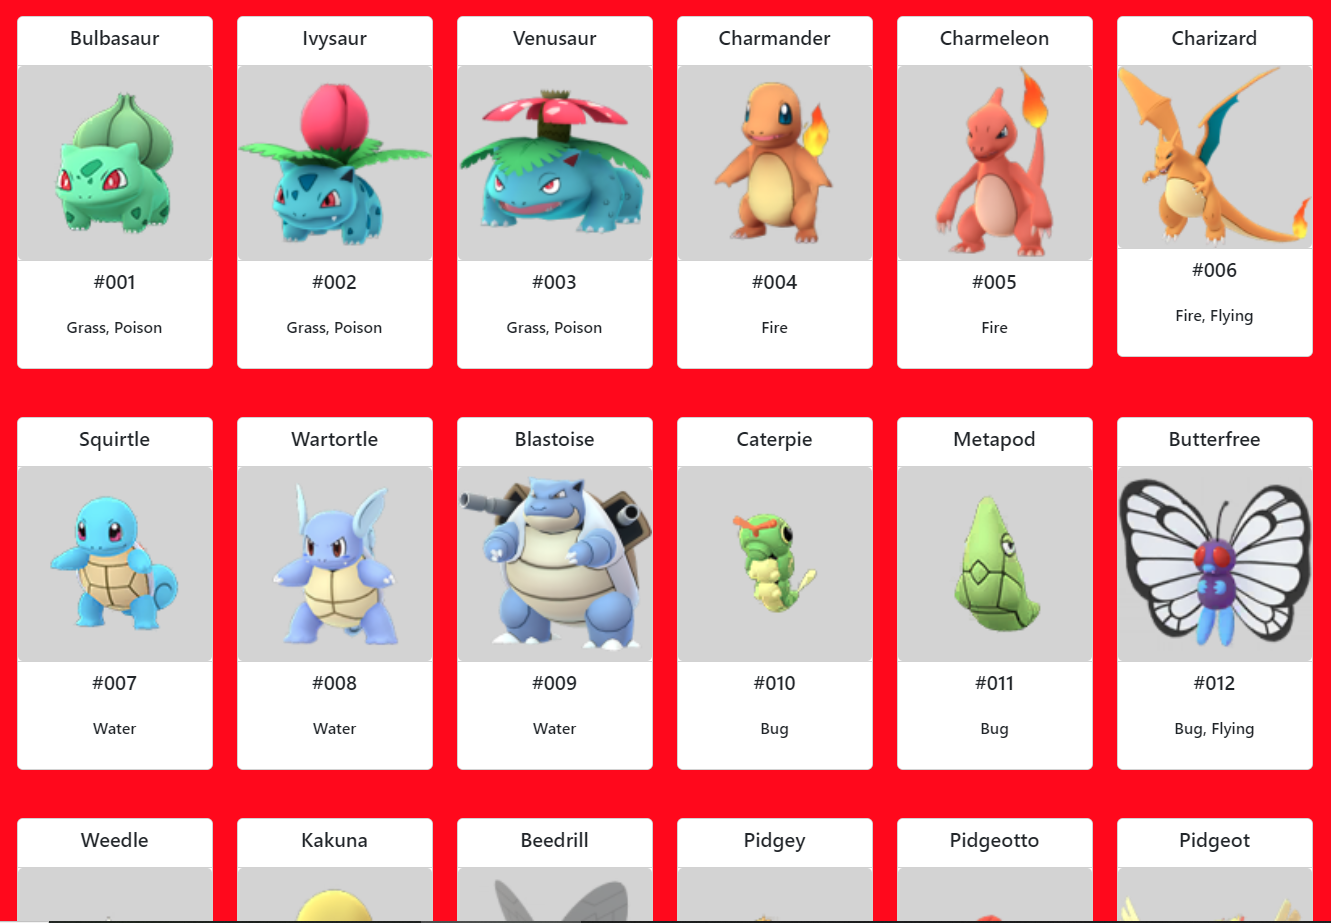 Bulbasaur
Ivysaur
Venusaur
Charmander
Charmeleon
Charizard
#001
#002
#003
#004
#005
#006
Grass, Poison
Grass, Poison
Grass, Poison
Fire
Fire
Fire, Flying
Squirtle
Wartortle
Blastoise
Caterpie
Metapod
Butterfree
#007
#008
#009
#010
#011
#012
Water
Water
Water
Bug
Bug
Bug, Flying
Weedle
Kakuna
Beedrill
Pidgey
Pidgeotto
Pidgeot